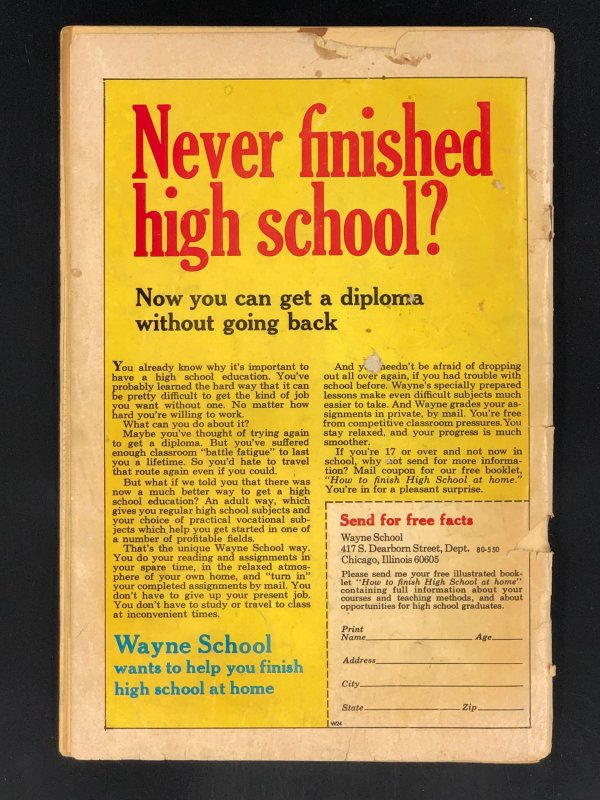 Never finished
high school?
Now you can get a diploma
without going back
You already know why it's important to
have a high school education. You've
probably learned the hard way that it can
be pretty difficult to get the kind of job
you want without one. No matter how
hard you're willing to work.
What can you do about it?
Maybe you've thought of trying again
to get a diploma. But you've suffered
enough classroom "battle fatigue" to last
you a lifetime. So you'd hate to travel
that route again even if you could.
But what if we told you that there was
now a much better way to get a high
school education? An adult way, which
gives you regular high school subjects and
your choice of practical vocational sub-
jects which help you get started in one of
a number of profitable fields.
That's the unique Wayne School way.
You do your reading and assignments in
your spare time, in the relaxed atmos-
phere of your own home, and "turn in"
your completed assignments by mail. You
don't have to give up your present job.
You don't have to study or travel to class
at inconvenient times.
Wayne School
wants to help you finish
high school at home
And y needn't be afraid of dropping
out all over again, if you had trouble with
school before. Wayne's specially prepared
lessons make even difficult subjects much
easier to take. And Wayne grades your as-
signments in private, by mail. You're free
from competitive classroom pressures. You
stay relaxed, and your progress is much
smoother.
If you're 17 or over and not now in
school, why not send for more informa-
tion? Mail coupon for our free booklet,
"How to finish High School at home."
You're in for a pleasant surprise.
Send for free facts
Wayne School
417 S. Dearborn Street, Dept. 80-550
Chicago, Illinois 60605
Please send me your free illustrated book-
let "How to finish High School at home"
containing full information about your
courses and teaching methods, and about
opportunities for high school graduates.
Print
Name Age
Address
City
State Zip
W24